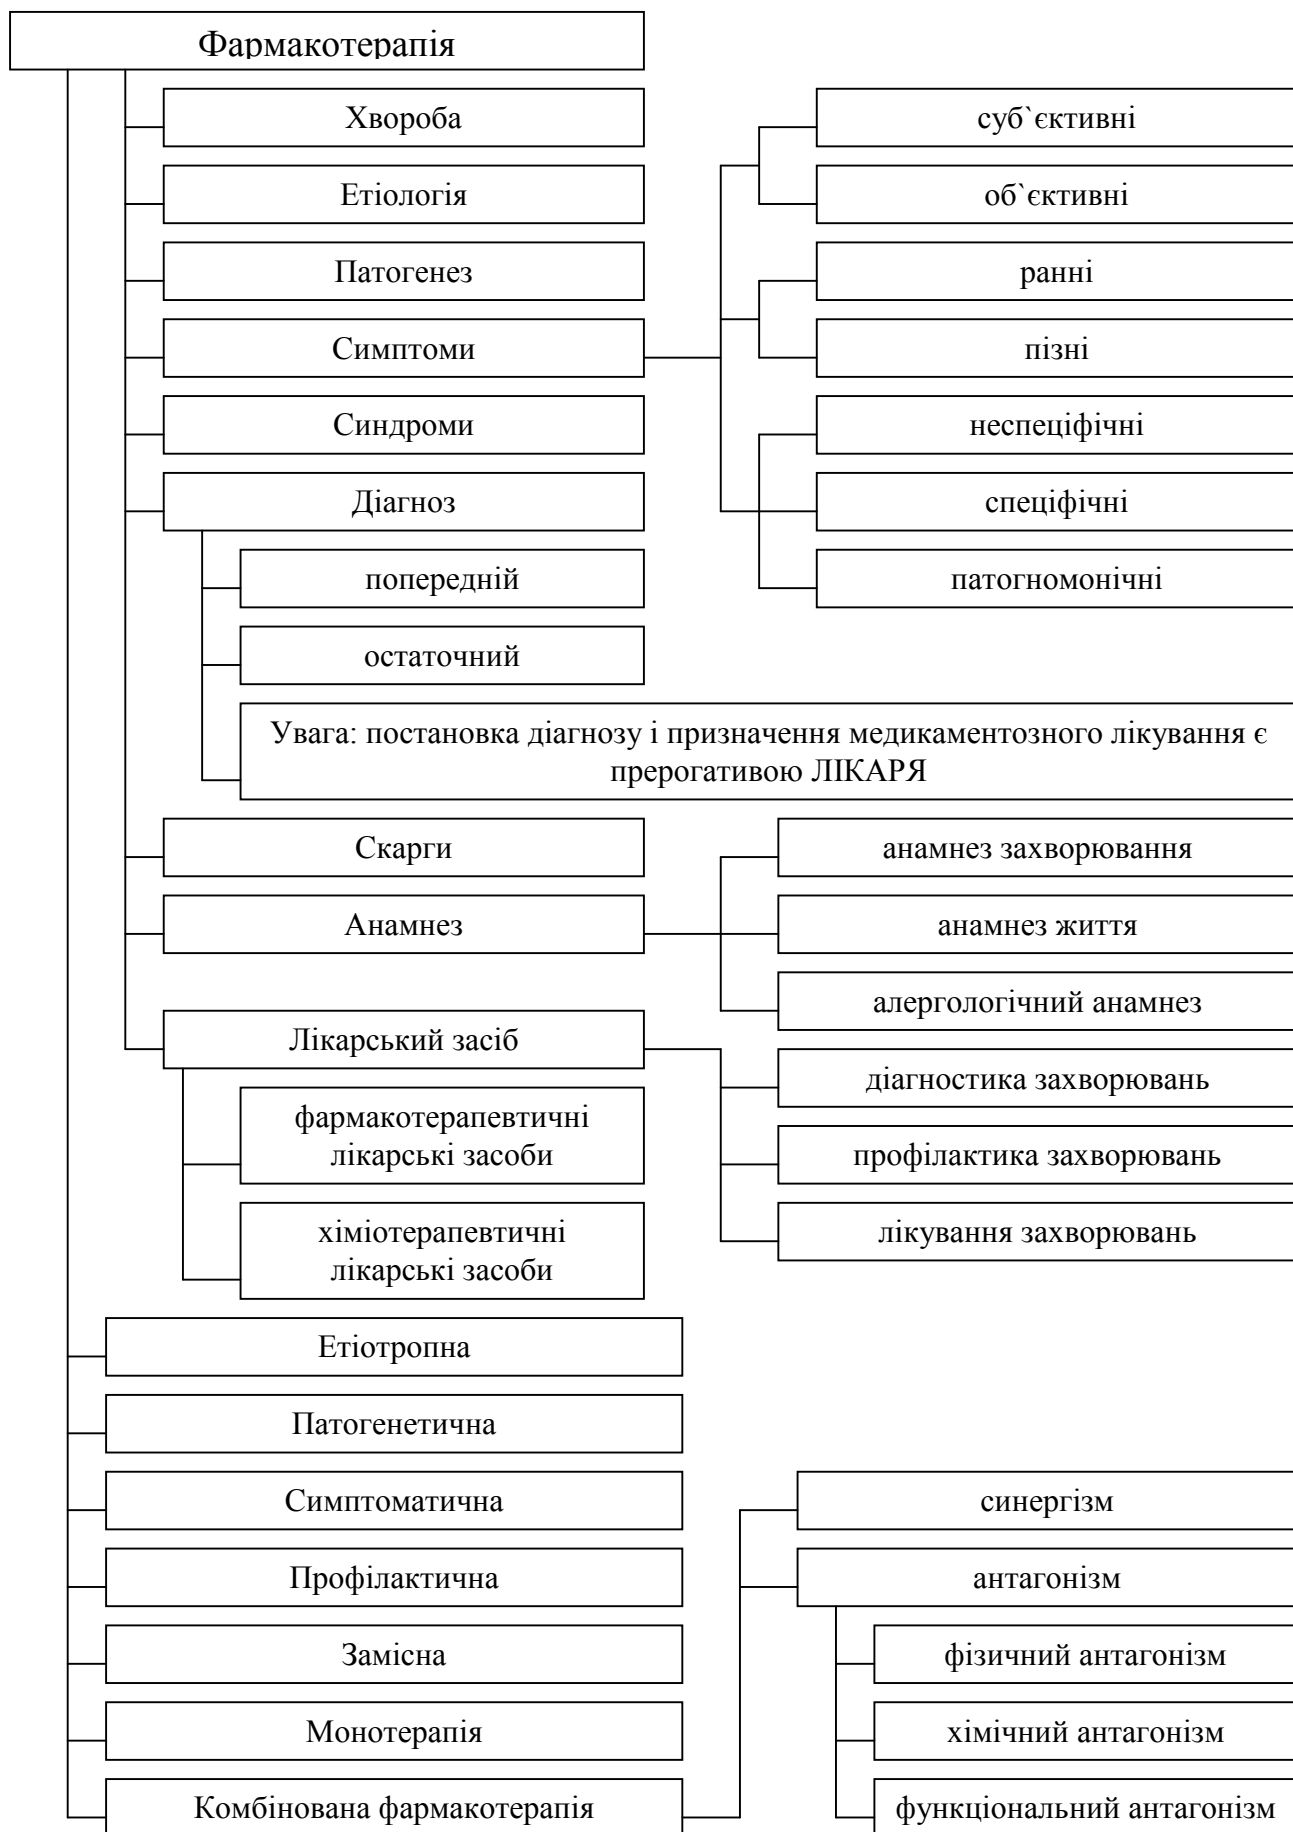 Фармакотерапія
Хвороба
суб`єктивні
Етіологія
об`єктивні
Патогенез
ранні
Симптоми
пізні
Синдроми
неспеціфічні
Діагноз
спеціфічні
попередній
патогномонічні
остаточний
Увага: постановка діагнозу і призначення медикаментозного лікування є
прерогативою ЛІКАРЯ
Скарги
анамнез захворювання
Анамнез
анамнез життя
алергологічний анамнез
Лікарський засіб
діагностика захворювань
фармакотерапевтичні
лікарські засоби
профілактика захворювань
хіміотерапевтичні
лікарські засоби
лікування захворювань
Етіотропна
Патогенетична
Симптоматична
синергізм
Профілактична
антагонізм
Замісна
фізичний антагонізм
Монотерапія
хімічний антагонізм
Комбінована фармакотерапія
функціональний антагонізм